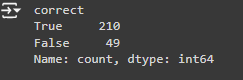 correct
True     210
False     49
Name: count, dtype: int64